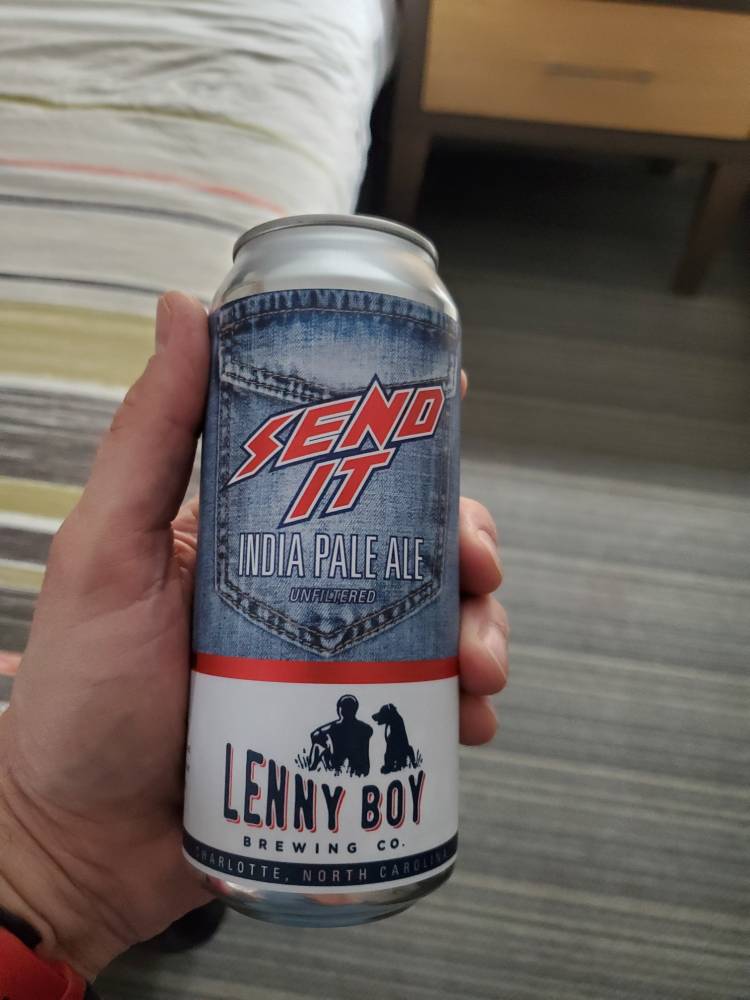 SEND
IT
INDIA PALE ALE
UNFILTERED
LENNY BOY
BREWING CO.
CHARLOTTE, NORTH CAROLINA